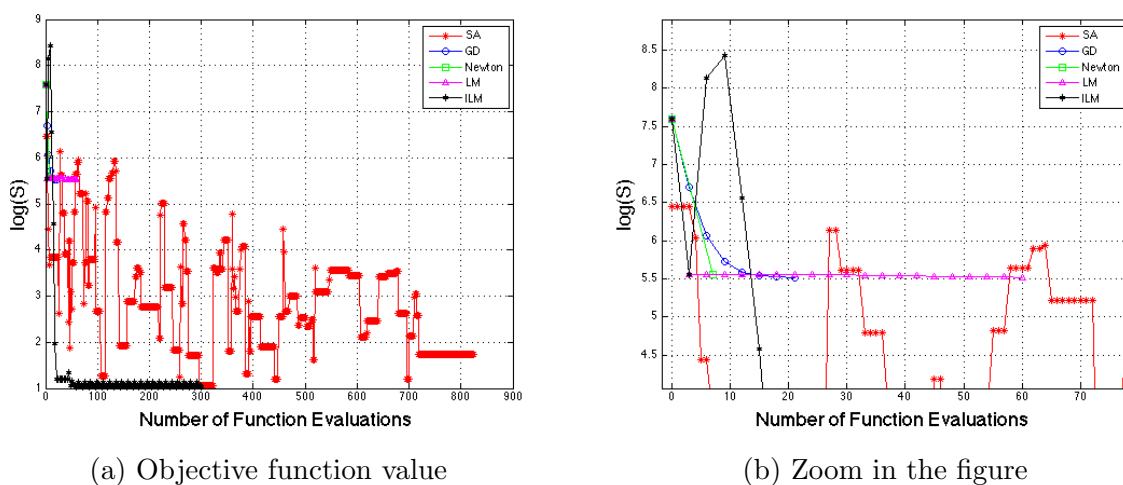 9
8
7
6
5
4
3
2
1
log(S)
0 100 200 300 400 500 600 700 800 900
Number of Function Evaluations
SA
GD
Newton
LM
ILM
(a) Objective function value
8.5
8
7.5
7
6.5
6
5.5
5
4.5
log(S)
0 10 20 30 40 50 60 70
Number of Function Evaluations
SA
GD
Newton
LM
ILM
(b) Zoom in the figure